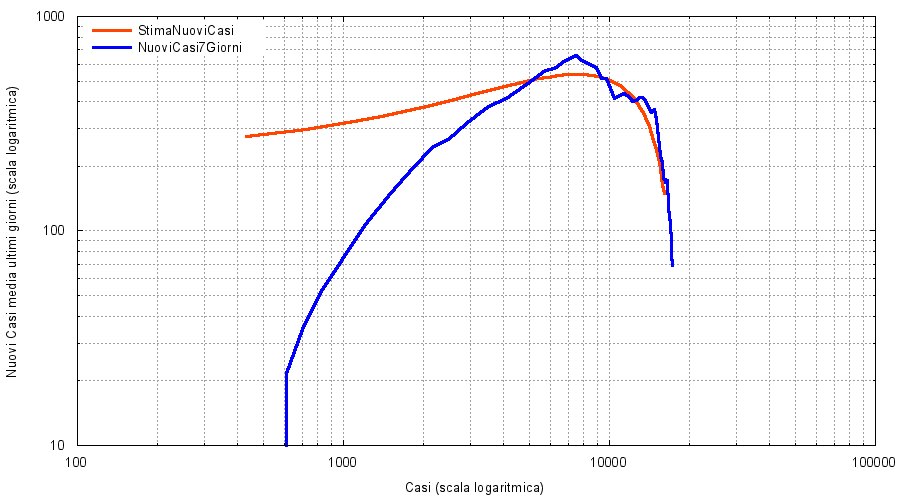 1000
StimaNuoviCasi
NuoviCasi7Giorni
Nuovi Casi media ultimi giorni (scala logaritmica)
100
10
100
1000
10000
100000
Casi (scala logaritmica)